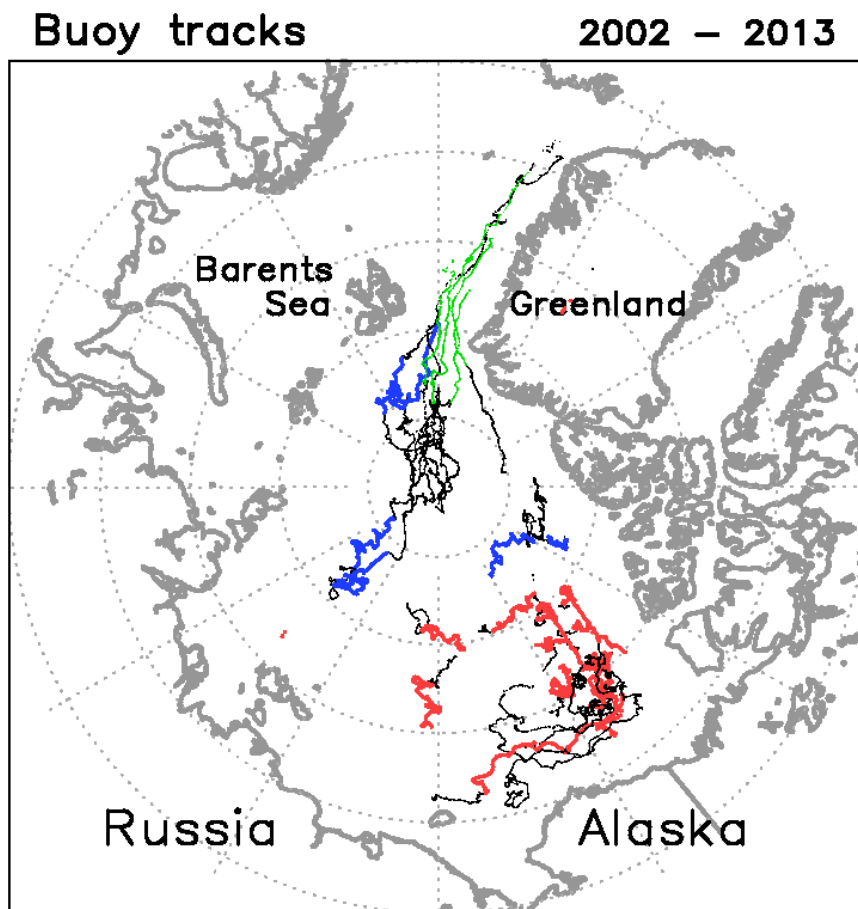 Buoy tracks 2002 – 2013
Barents
Sea
Greenland
Russia
Alaska